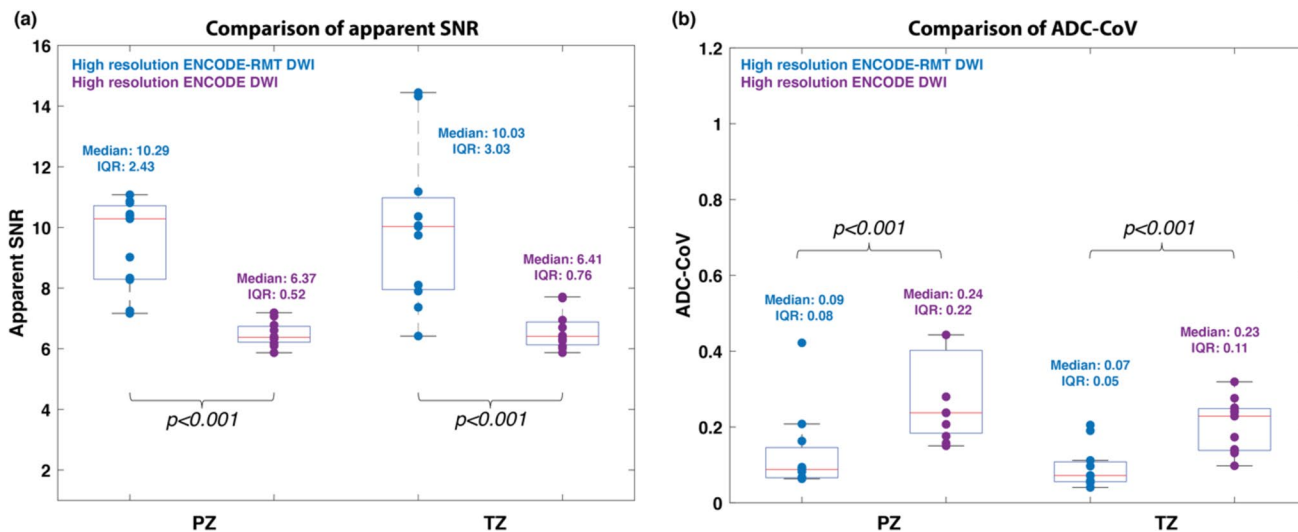 (a)
Comparison of apparent SNR
High resolution ENCODE-RMT DWI
High resolution ENCODE DWI
Apparent SNR
16
14
12
10
8
6
4
2
Median: 10.29
IQR: 2.43
Median: 6.37
IQR: 0.52
p<0.001
Median: 10.03
IQR: 3.03
Median: 6.41
IQR: 0.76
p<0.001
PZ
TZ
(b)
Comparison of ADC-CoV
High resolution ENCODE-RMT DWI
High resolution ENCODE DWI
ADC-CoV
1.2
1
0.8
0.6
0.4
0.2
0
p<0.001
Median: 0.09
IQR: 0.08
Median: 0.24
IQR: 0.22
p<0.001
Median: 0.07
IQR: 0.05
Median: 0.23
IQR: 0.11
PZ
TZ